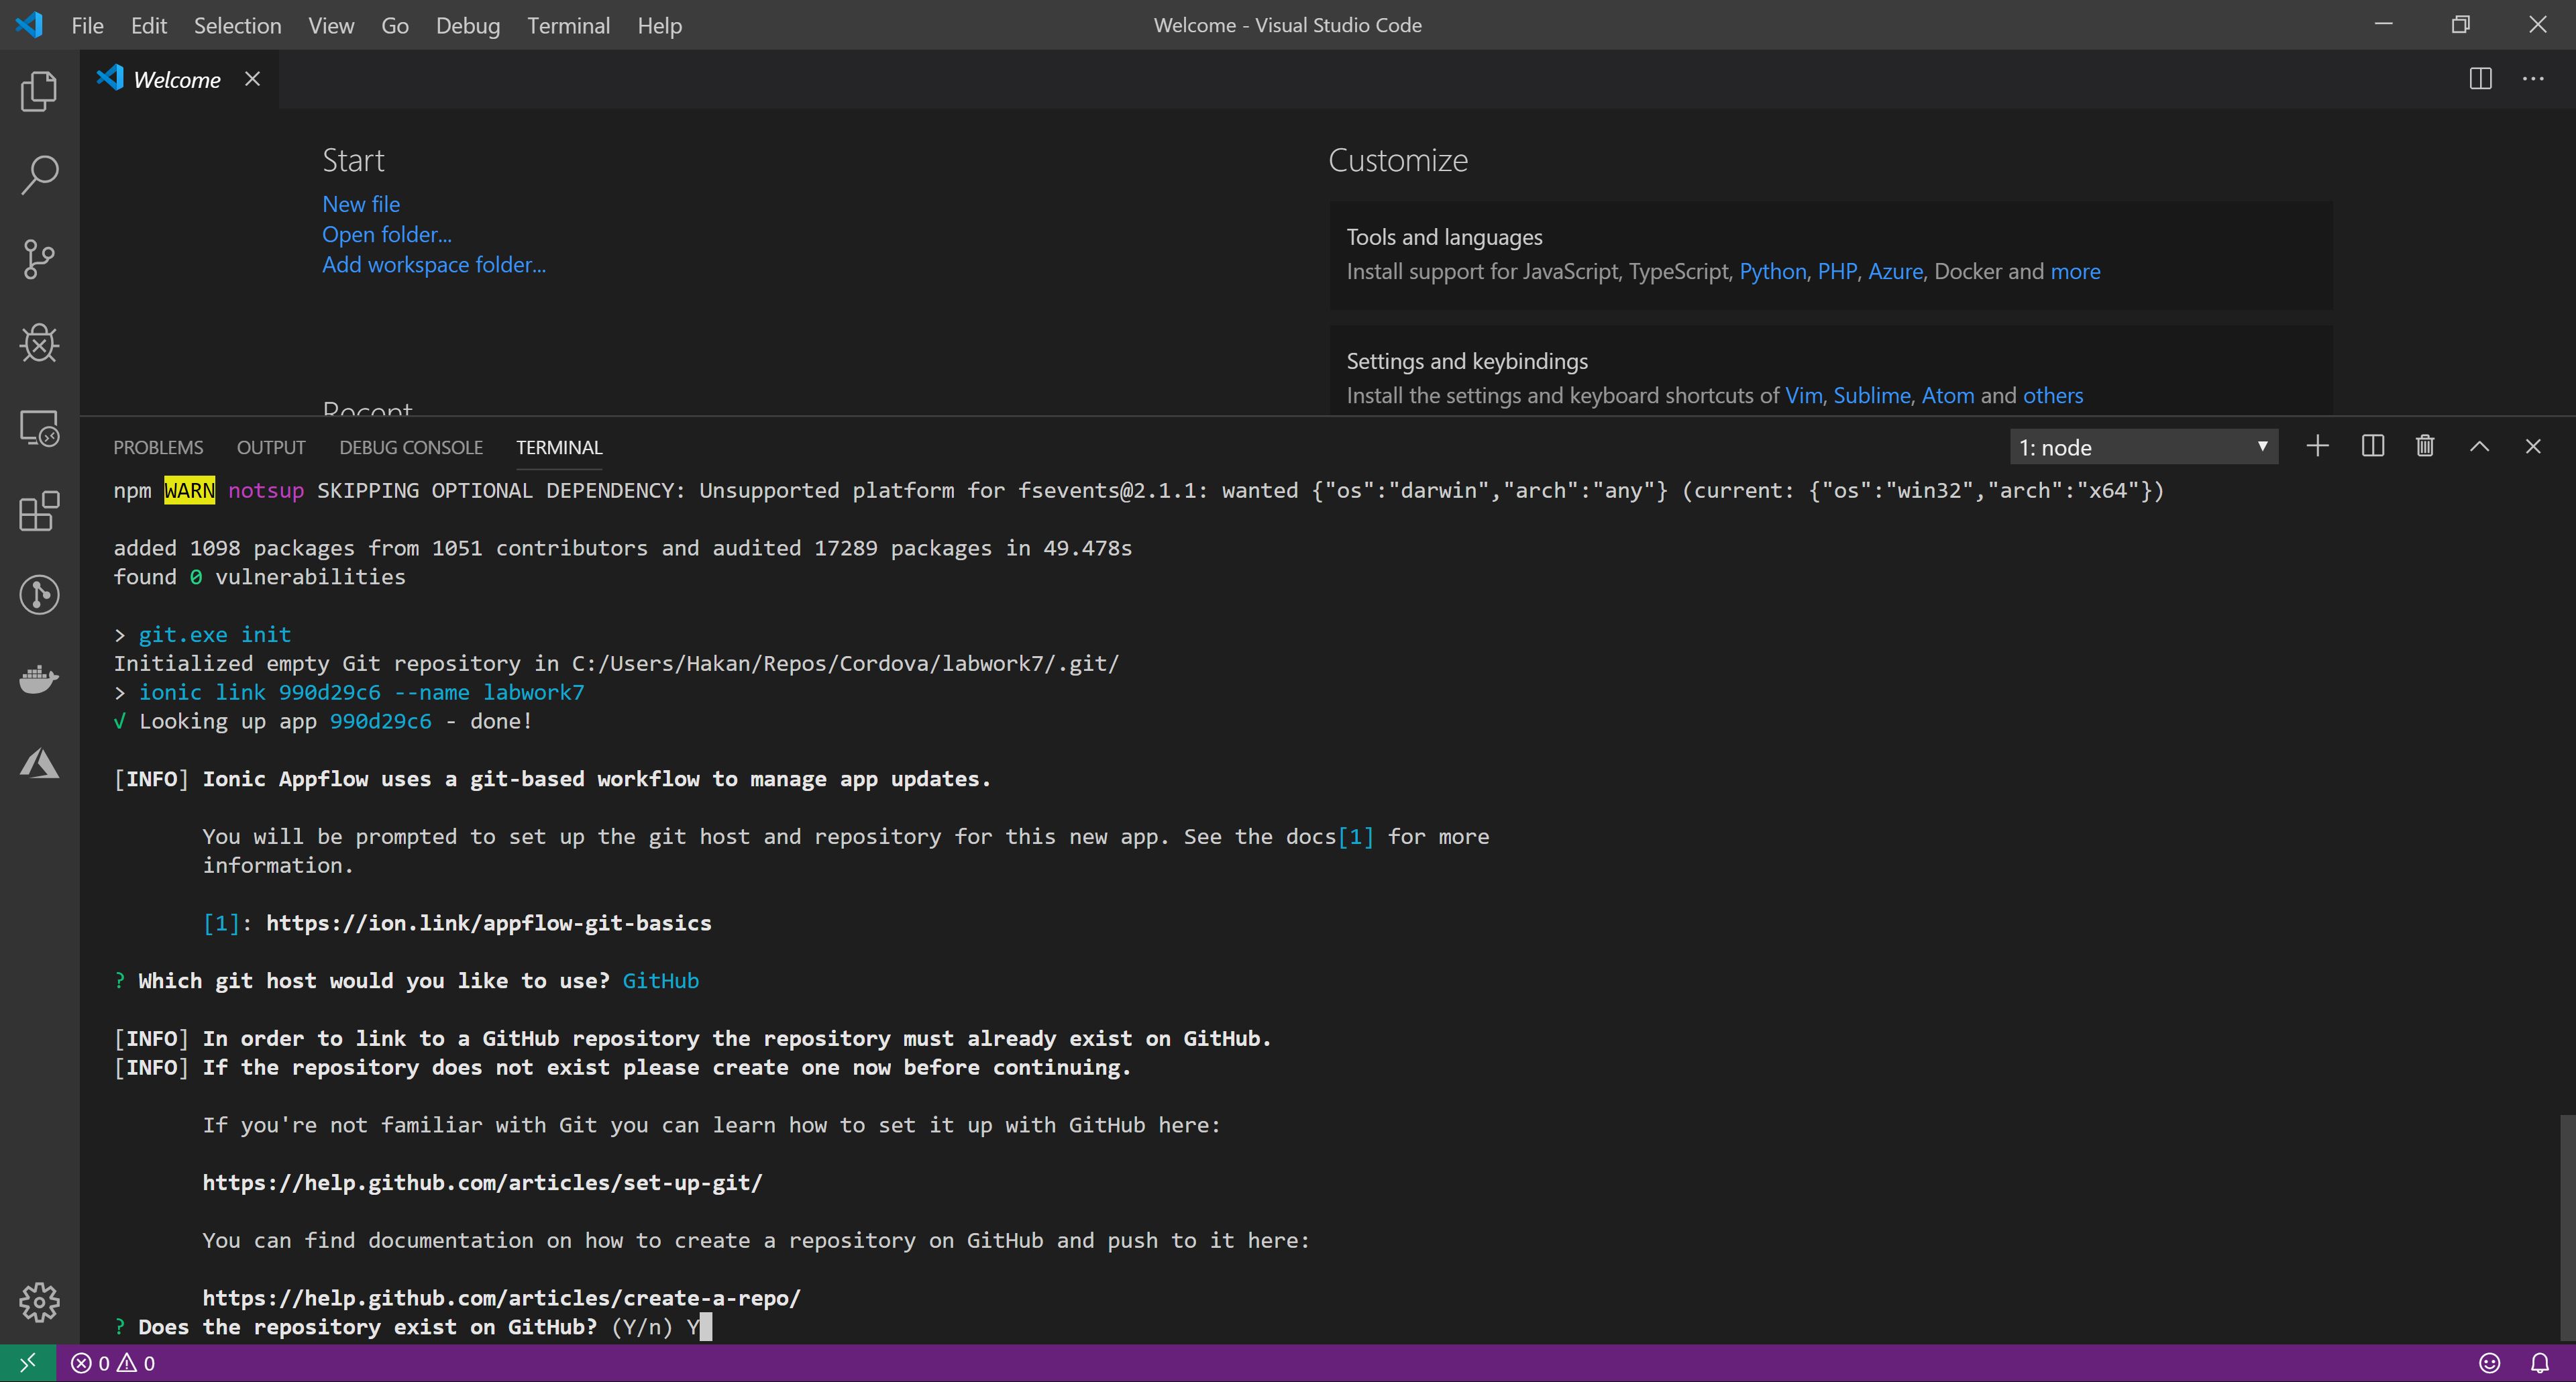 File Edit Selection View Go Debug Terminal Help
Welcome - Visual Studio Code
Welcome
Start
New file
Open folder...
Add workspace folder...
Recent
Customize
Tools and languages
Install support for JavaScript, TypeScript, Python, PHP, Azure, Docker and more
Settings and keybindings
Install the settings and keyboard shortcuts of Vim, Sublime, Atom and others
PROBLEMS OUTPUT DEBUG CONSOLE TERMINAL
1: node
npm WARN notsup SKIPPING OPTIONAL DEPENDENCY: Unsupported platform for fsevents@2.1.1: wanted {"os":"darwin","arch":"any"} (current: {"os":"win32","arch":"x64"})
added 1098 packages from 1051 contributors and audited 17289 packages in 49.478s
found 0 vulnerabilities
> git.exe init
Initialized empty Git repository in C:/Users/Hakan/Repos/Cordova/labwork7/.git/
> ionic link 990d29c6 --name labwork7
√ Looking up app 990d29c6 - done!
[INFO] Ionic Appflow uses a git-based workflow to manage app updates.
You will be prompted to set up the git host and repository for this new app. See the docs[1] for more
information.
[1]: https://ion.link/appflow-git-basics
? Which git host would you like to use? GitHub
[INFO] In order to link to a GitHub repository the repository must already exist on GitHub.
[INFO] If the repository does not exist please create one now before continuing.
If you're not familiar with Git you can learn how to set it up with GitHub here:
https://help.github.com/articles/set-up-git/
You can find documentation on how to create a repository on GitHub and push to it here:
https://help.github.com/articles/create-a-repo/
? Does the repository exist on GitHub? (Y/n) Y
0 0